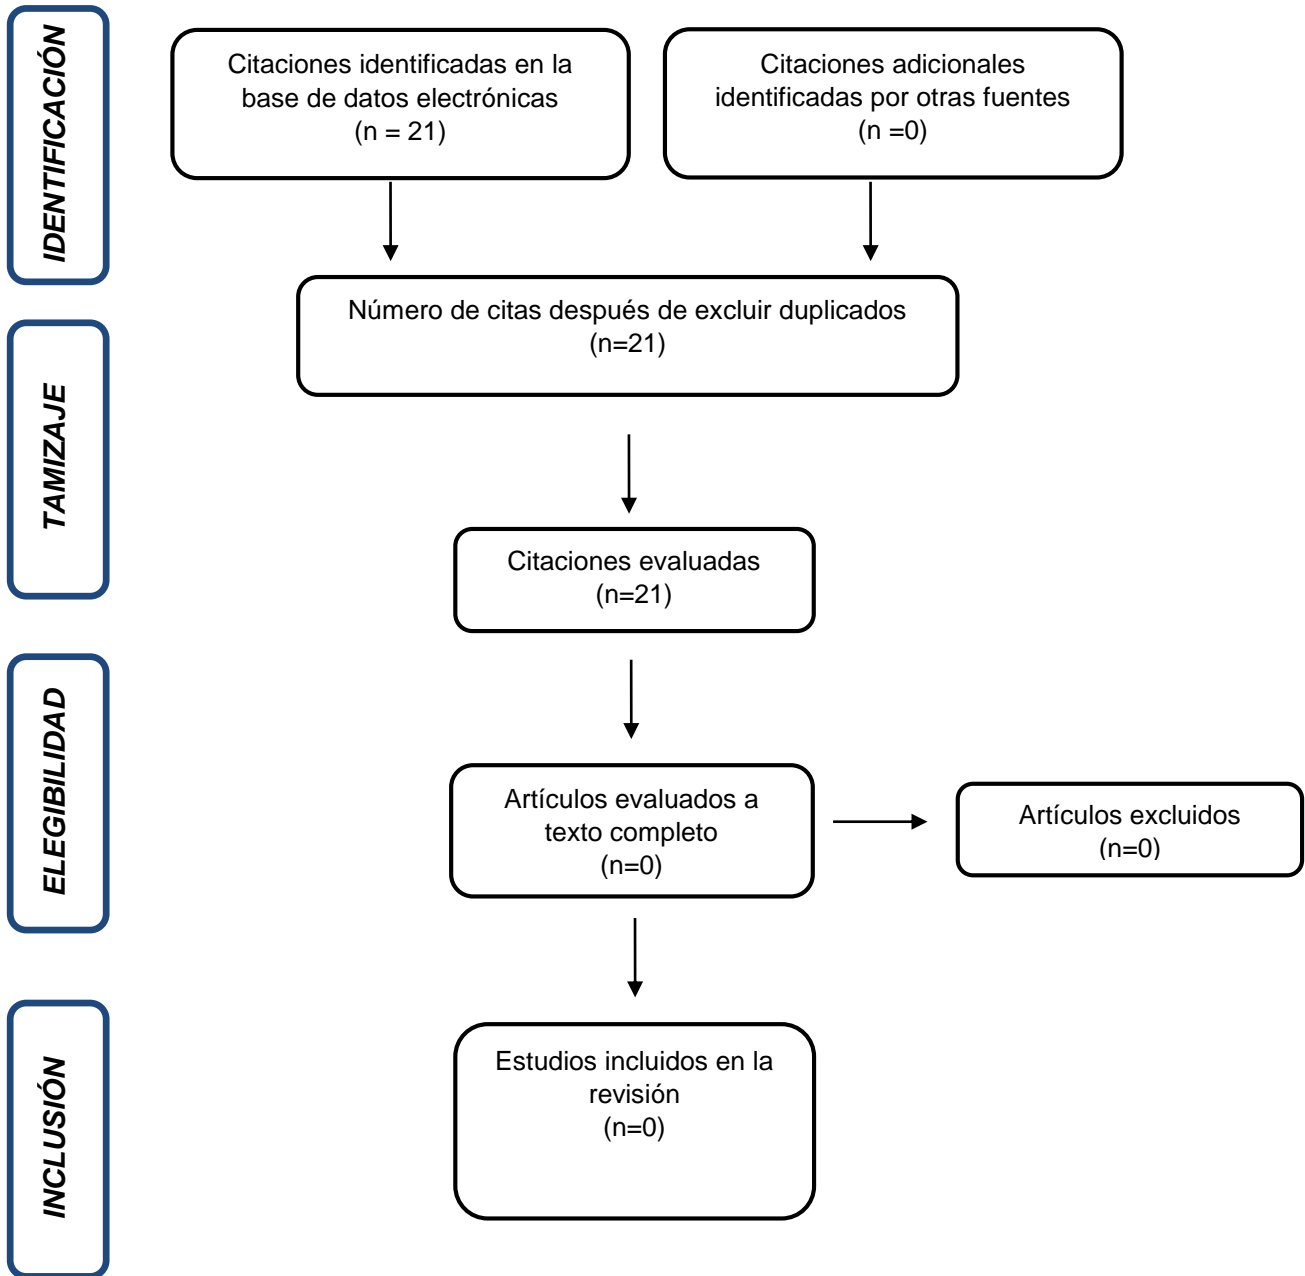 IDENTIFICACIÓN
Citaciones identificadas en la
base de datos electrónicas
(n = 21)
Citaciones adicionales
identificadas por otras fuentes
(n =0)
Número de citas después de excluir duplicados
(n=21)
TAMIZAJE
Citaciones evaluadas
(n=21)
ELEGIBILIDAD
Artículos evaluados a
texto completo
(n=0)
Artículos excluidos
(n=0)
INCLUSIÓN
Estudios incluidos en la
revisión
(n=0)